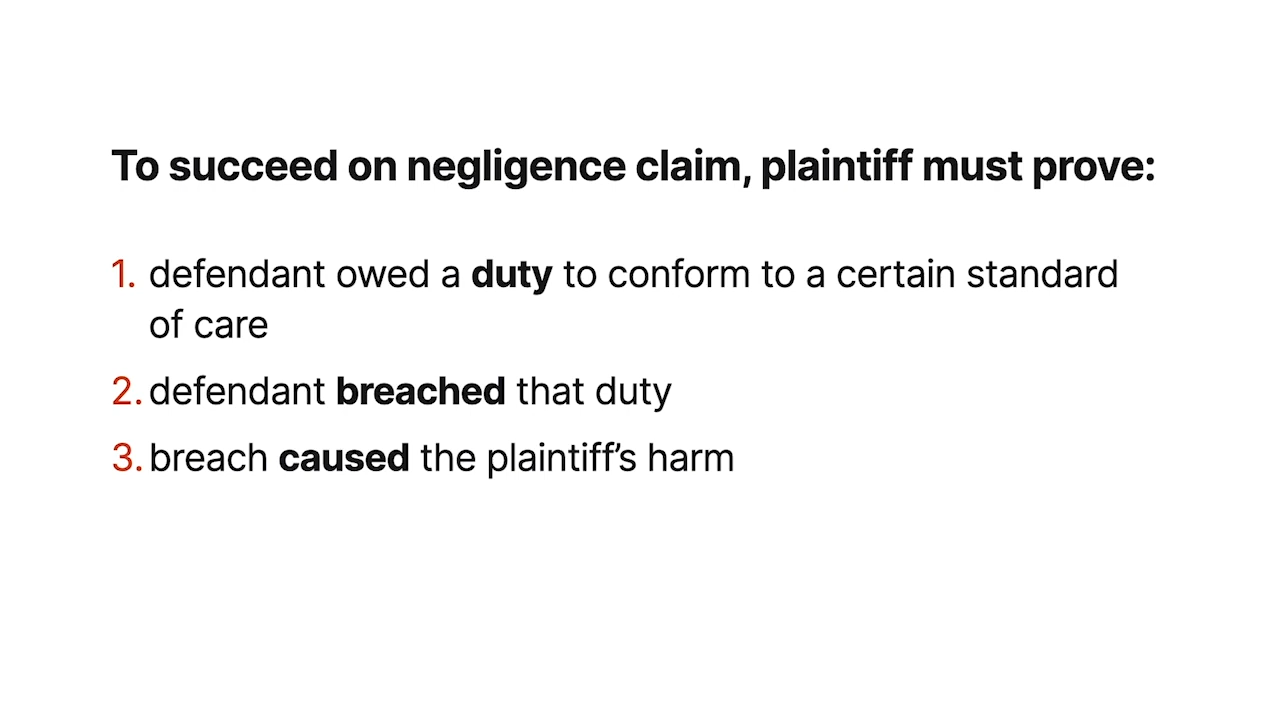 To succeed on negligence claim, plaintiff must prove:
1. defendant owed a duty to conform to a certain standard
of care
2. defendant breached that duty
3. breach caused the plaintiff’s harm